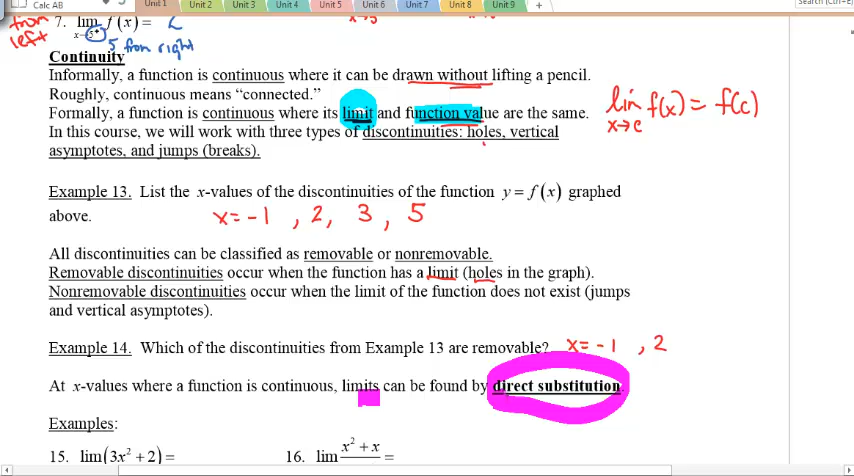 Calc AB Unit 1 Unit 2 Unit 3 Unit 4 Unit 5 Unit 6 Unit 7 Unit 8 Unit 9 Search (Ctrl+E)
from left
7. lim f(x) = 2
x→5⁺
5 from right
Continuity
Informally, a function is continuous where it can be drawn without lifting a pencil.
Roughly, continuous means “connected.”
Formally, a function is continuous where its limit and function value are the same.
lim f(x) = f(c)
x→c
In this course, we will work with three types of discontinuities: holes, vertical
asymptotes, and jumps (breaks).
Example 13. List the x-values of the discontinuities of the function y = f(x) graphed
above. x = -1 , 2, 3 , 5
All discontinuities can be classified as removable or nonremovable.
Removable discontinuities occur when the function has a limit (holes in the graph).
Nonremovable discontinuities occur when the limit of the function does not exist (jumps
and vertical asymptotes).
Example 14. Which of the discontinuities from Example 13 are removable? x = -1 , 2
At x-values where a function is continuous, limits can be found by direct substitution.
Examples:
15. lim(3x² + 2) = 16. lim x² + x =